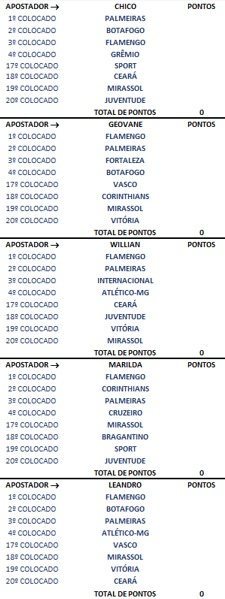 APOSTADOR → CHICO PONTOS
1º COLOCADO PALMEIRAS
2º COLOCADO BOTAFOGO
3º COLOCADO FLAMENGO
4º COLOCADO GRÊMIO
17º COLOCADO SPORT
18º COLOCADO CEARÁ
19º COLOCADO MIRASSOL
20º COLOCADO JUVENTUDE
TOTAL DE PONTOS 0
APOSTADOR → GEOVANE PONTOS
1º COLOCADO FLAMENGO
2º COLOCADO PALMEIRAS
3º COLOCADO FORTALEZA
4º COLOCADO BOTAFOGO
17º COLOCADO VASCO
18º COLOCADO CORINTHIANS
19º COLOCADO MIRASSOL
20º COLOCADO VITÓRIA
TOTAL DE PONTOS 0
APOSTADOR → WILLIAN PONTOS
1º COLOCADO FLAMENGO
2º COLOCADO PALMEIRAS
3º COLOCADO INTERNACIONAL
4º COLOCADO ATLÉTICO-MG
17º COLOCADO CEARÁ
18º COLOCADO JUVENTUDE
19º COLOCADO VITÓRIA
20º COLOCADO MIRASSOL
TOTAL DE PONTOS 0
APOSTADOR → MARILDA PONTOS
1º COLOCADO FLAMENGO
2º COLOCADO CORINTHIANS
3º COLOCADO PALMEIRAS
4º COLOCADO CRUZEIRO
17º COLOCADO MIRASSOL
18º COLOCADO BRAGANTINO
19º COLOCADO SPORT
20º COLOCADO JUVENTUDE
TOTAL DE PONTOS 0
APOSTADOR → LEANDRO PONTOS
1º COLOCADO FLAMENGO
2º COLOCADO BOTAFOGO
3º COLOCADO PALMEIRAS
4º COLOCADO ATLÉTICO-MG
17º COLOCADO VASCO
18º COLOCADO MIRASSOL
19º COLOCADO VITÓRIA
20º COLOCADO CEARÁ
TOTAL DE PONTOS 0